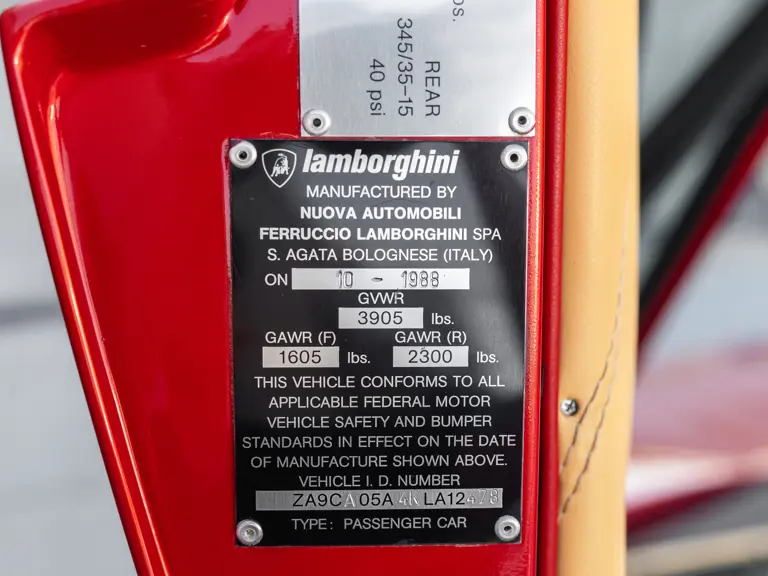 REAR
345/35-15
40 psi
lamborghini
MANUFACTURED BY
NUOVA AUTOMOBILI
FERRUCCIO LAMBORGHINI SPA
S. AGATA BOLOGNESE (ITALY)
ON 10 - 1988
GVWR
3905 lbs.
GAWR (F) GAWR (R)
1605 lbs. 2300 lbs.
THIS VEHICLE CONFORMS TO ALL
APPLICABLE FEDERAL MOTOR
VEHICLE SAFETY AND BUMPER
STANDARDS IN EFFECT ON THE DATE
OF MANUFACTURE SHOWN ABOVE.
VEHICLE I. D. NUMBER
ZA9CA05A4KLA12478
TYPE: PASSENGER CAR